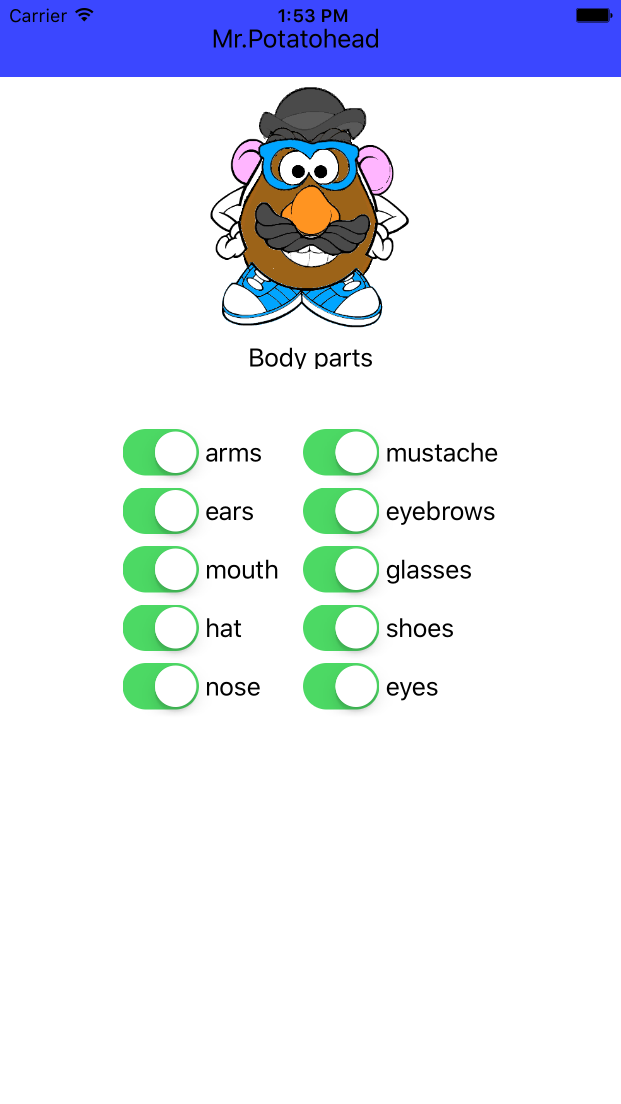 Carrier 1:53 PM
Mr.Potatohead
Body parts
arms mustache
ears eyebrows
mouth glasses
hat shoes
nose eyes